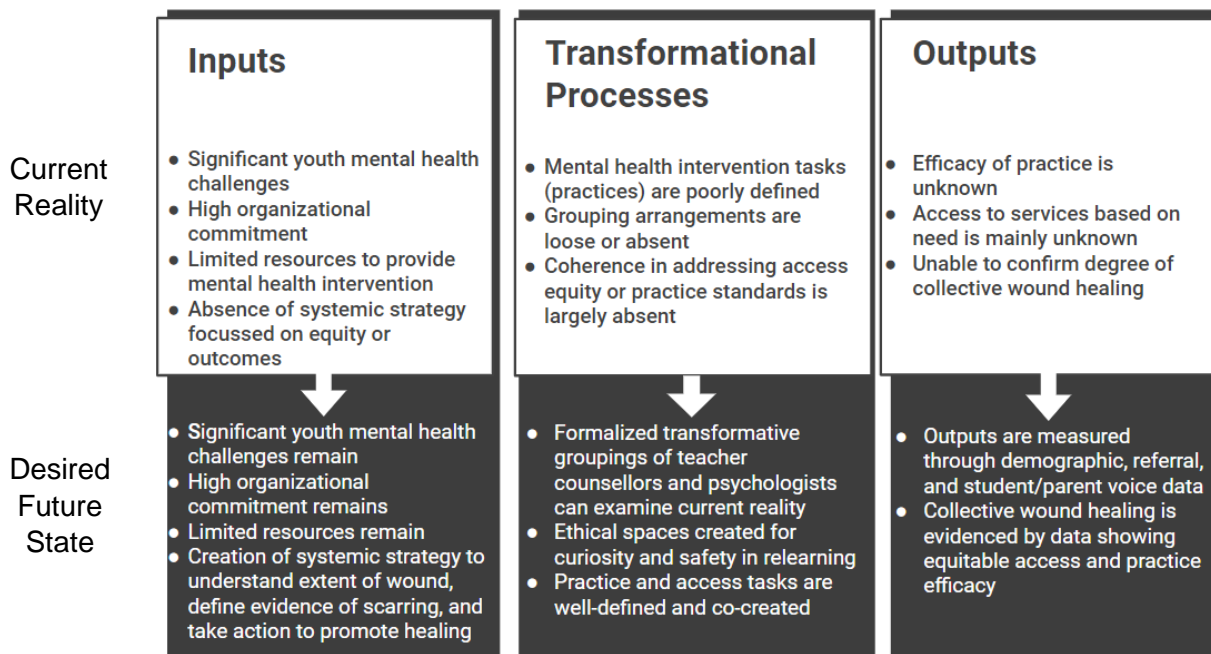 Inputs
Transformational
Processes
Outputs
Current
Reality
● Significant youth mental health
challenges
● High organizational
commitment
● Limited resources to provide
mental health intervention
● Absence of systemic strategy
focussed on equity or
outcomes
● Mental health intervention tasks
(practices) are poorly defined
● Grouping arrangements are
loose or absent
● Coherence in addressing access
equity or practice standards is
largely absent
● Efficacy of practice is
unknown
● Access to services based on
need is mainly unknown
● Unable to confirm degree of
collective wound healing
Desired
Future
State
● Significant youth mental health
challenges remain
● High organizational
commitment remains
● Limited resources remain
● Creation of systemic strategy to
understand extent of wound,
define evidence of scarring, and
take action to promote healing
● Formalized transformative
groupings of teacher
counsellors and psychologists
can examine current reality
● Ethical spaces created for
curiosity and safety in relearning
● Practice and access tasks are
well-defined and co-created
● Outputs are measured
through demographic, referral,
and student/parent voice data
● Collective wound healing is
evidenced by data showing
equitable access and practice
efficacy